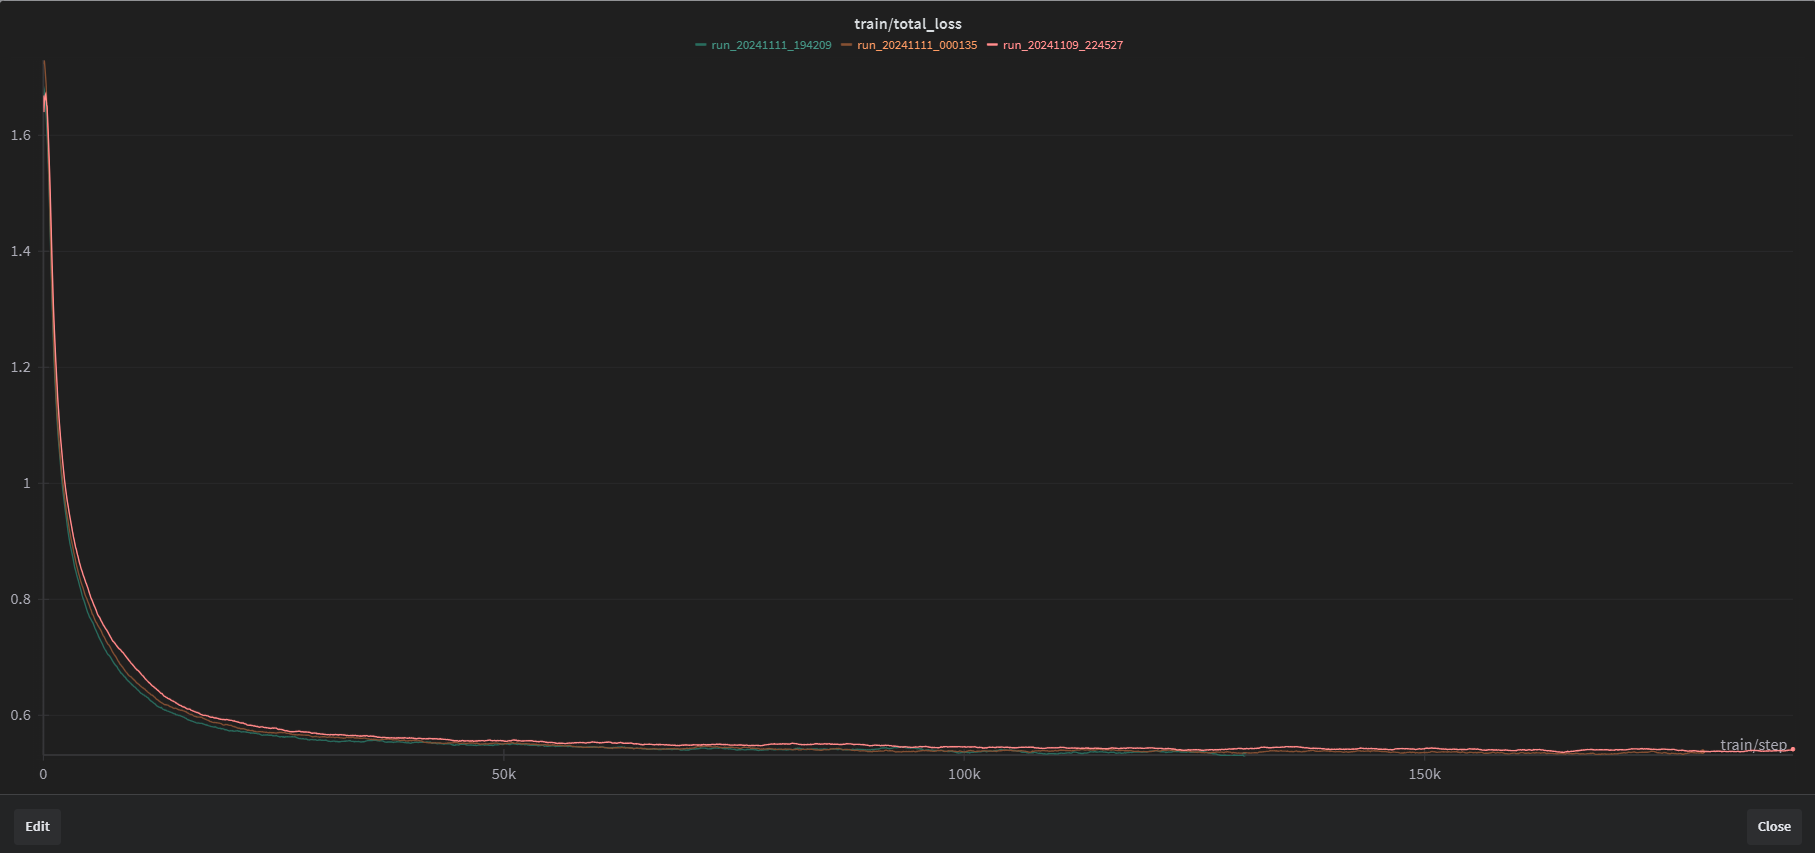 train/total_loss
run_20241111_194209 run_20241111_000135 run_20241109_224527
1.6
1.4
1.2
1
0.8
0.6
train/step
0 50k 100k 150k
Edit Close